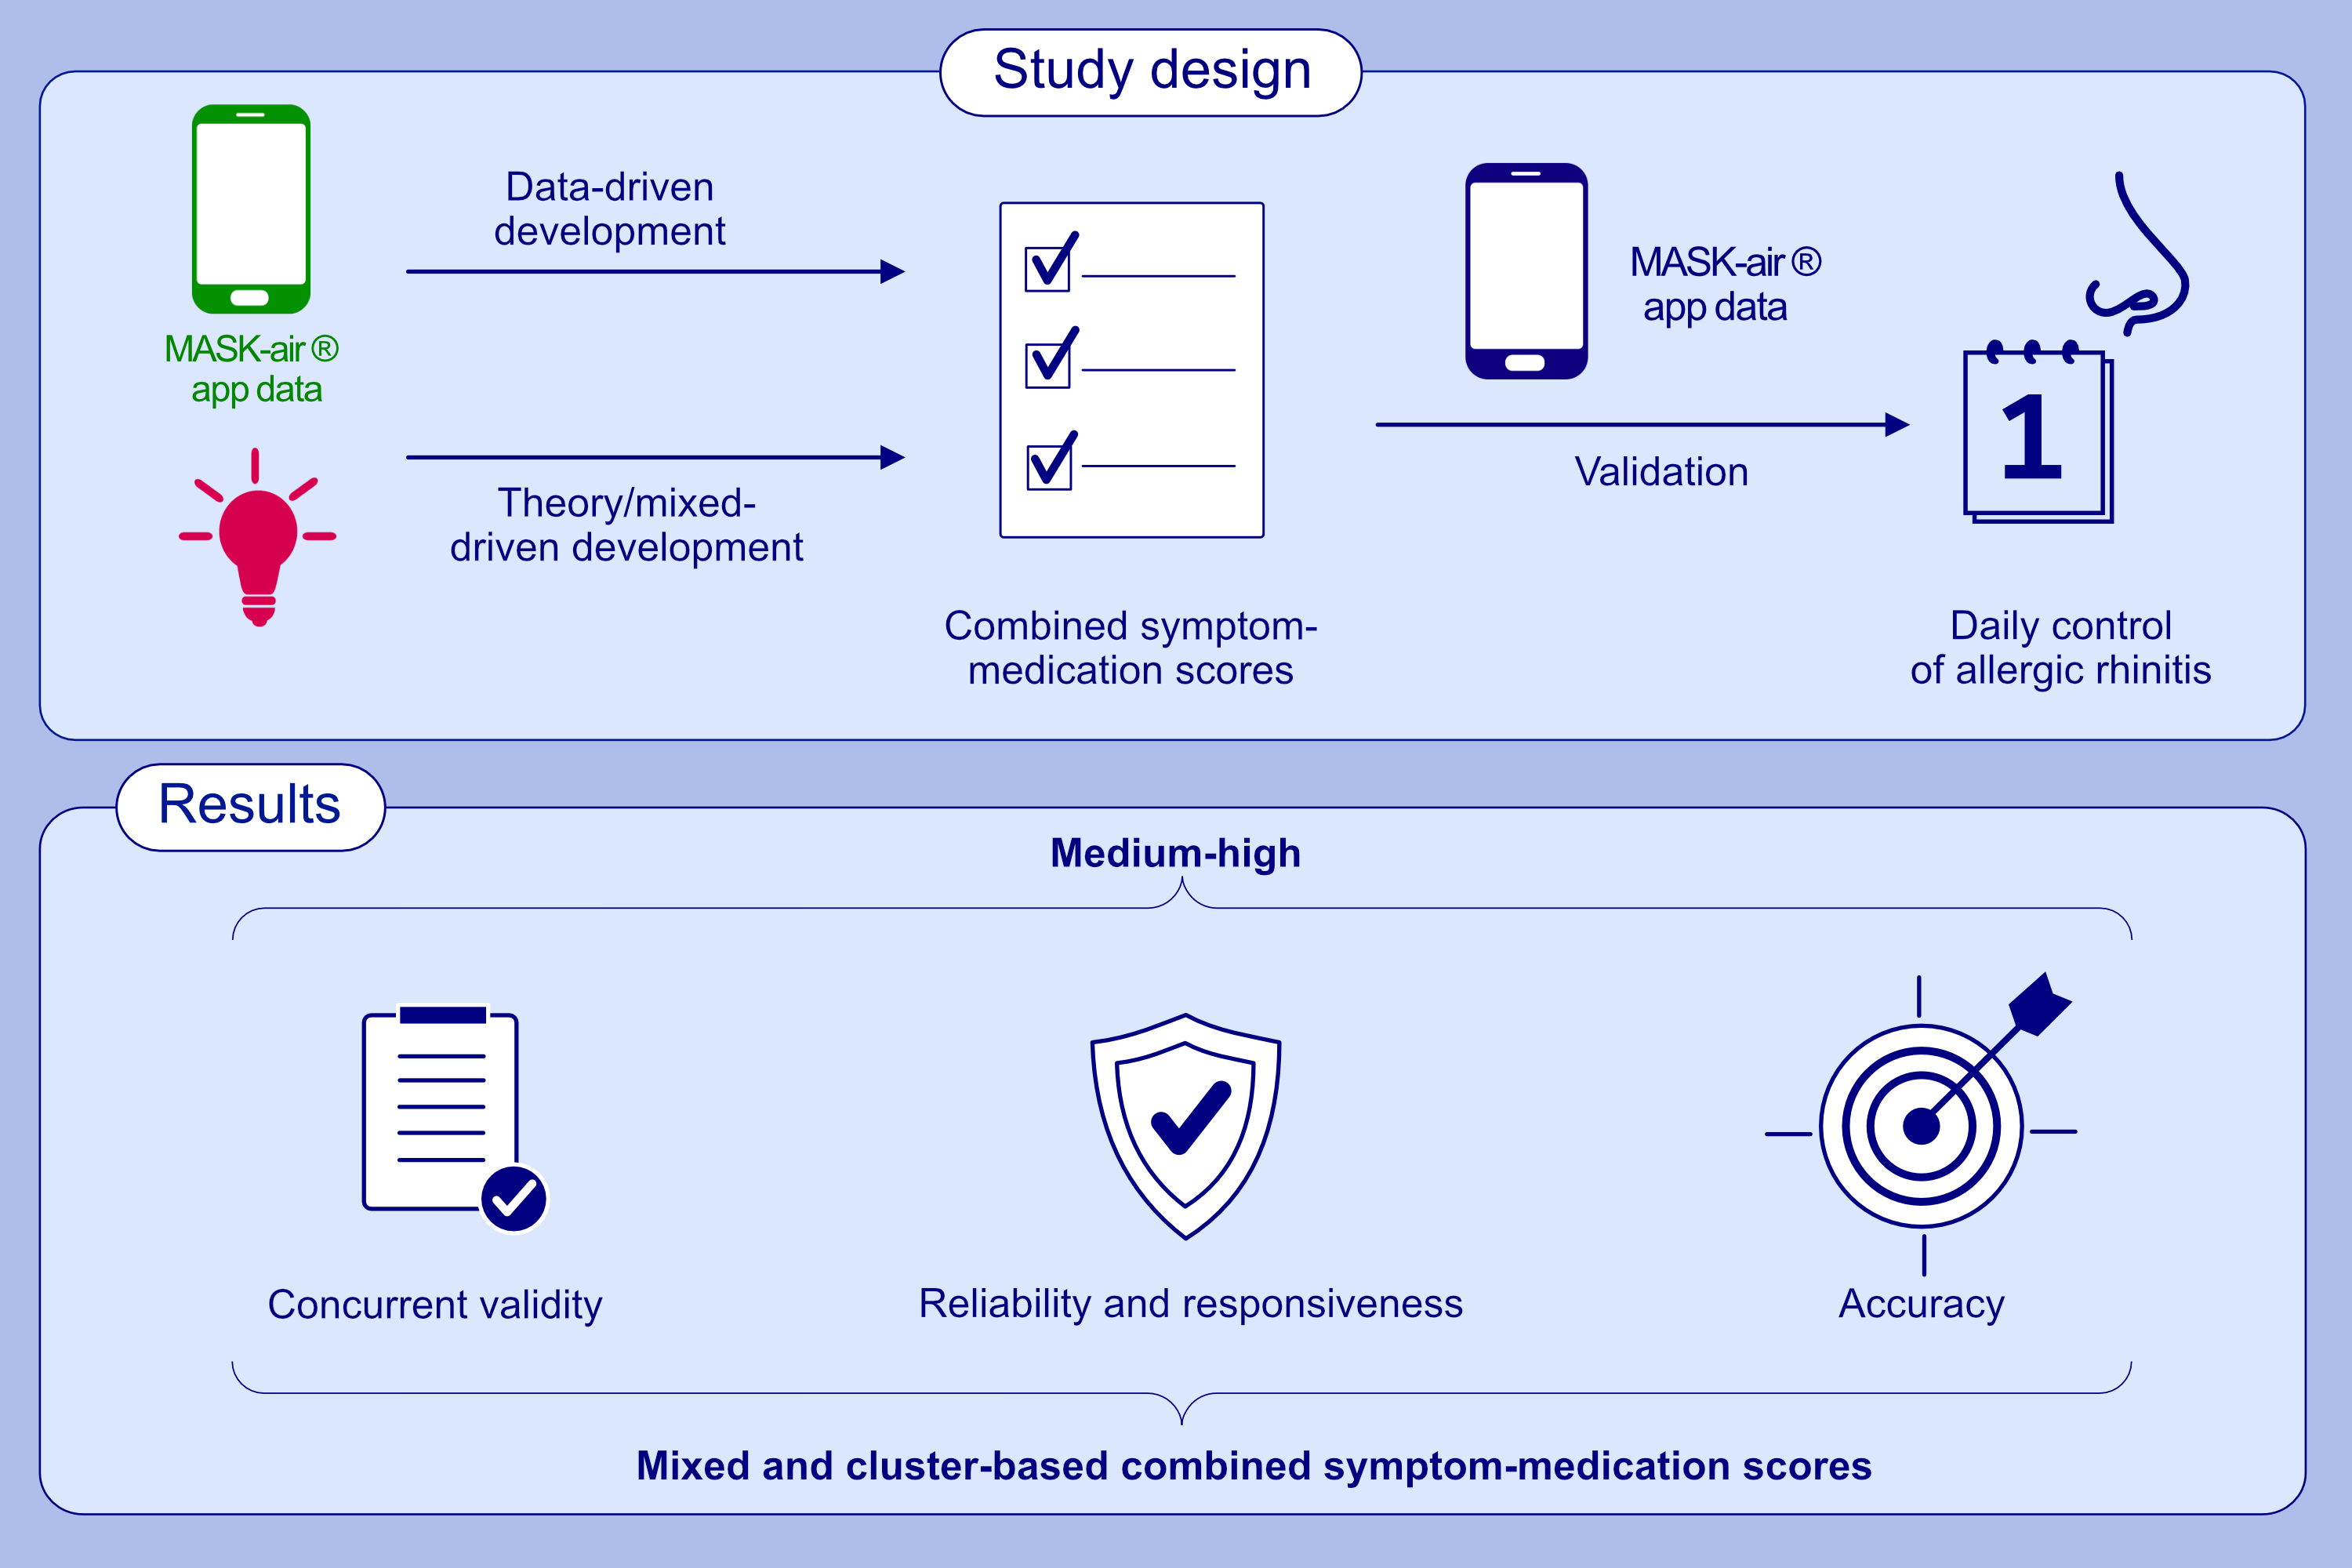 Study design
Data-driven
development
MASK-air®
app data
Theory/mixed-
driven development
Combined symptom-
medication scores
MASK-air®
app data
Validation
1
Daily control
of allergic rhinitis
Results
Medium-high
Concurrent validity
Reliability and responsiveness
Accuracy
Mixed and cluster-based combined symptom-medication scores